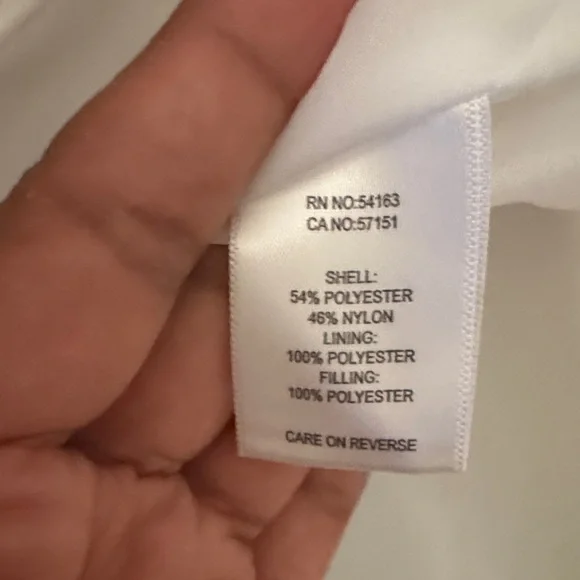 RN NO:54163
CA NO:57151
SHELL:
54% POLYESTER
46% NYLON
LINING:
100% POLYESTER
FILLING:
100% POLYESTER
CARE ON REVERSE